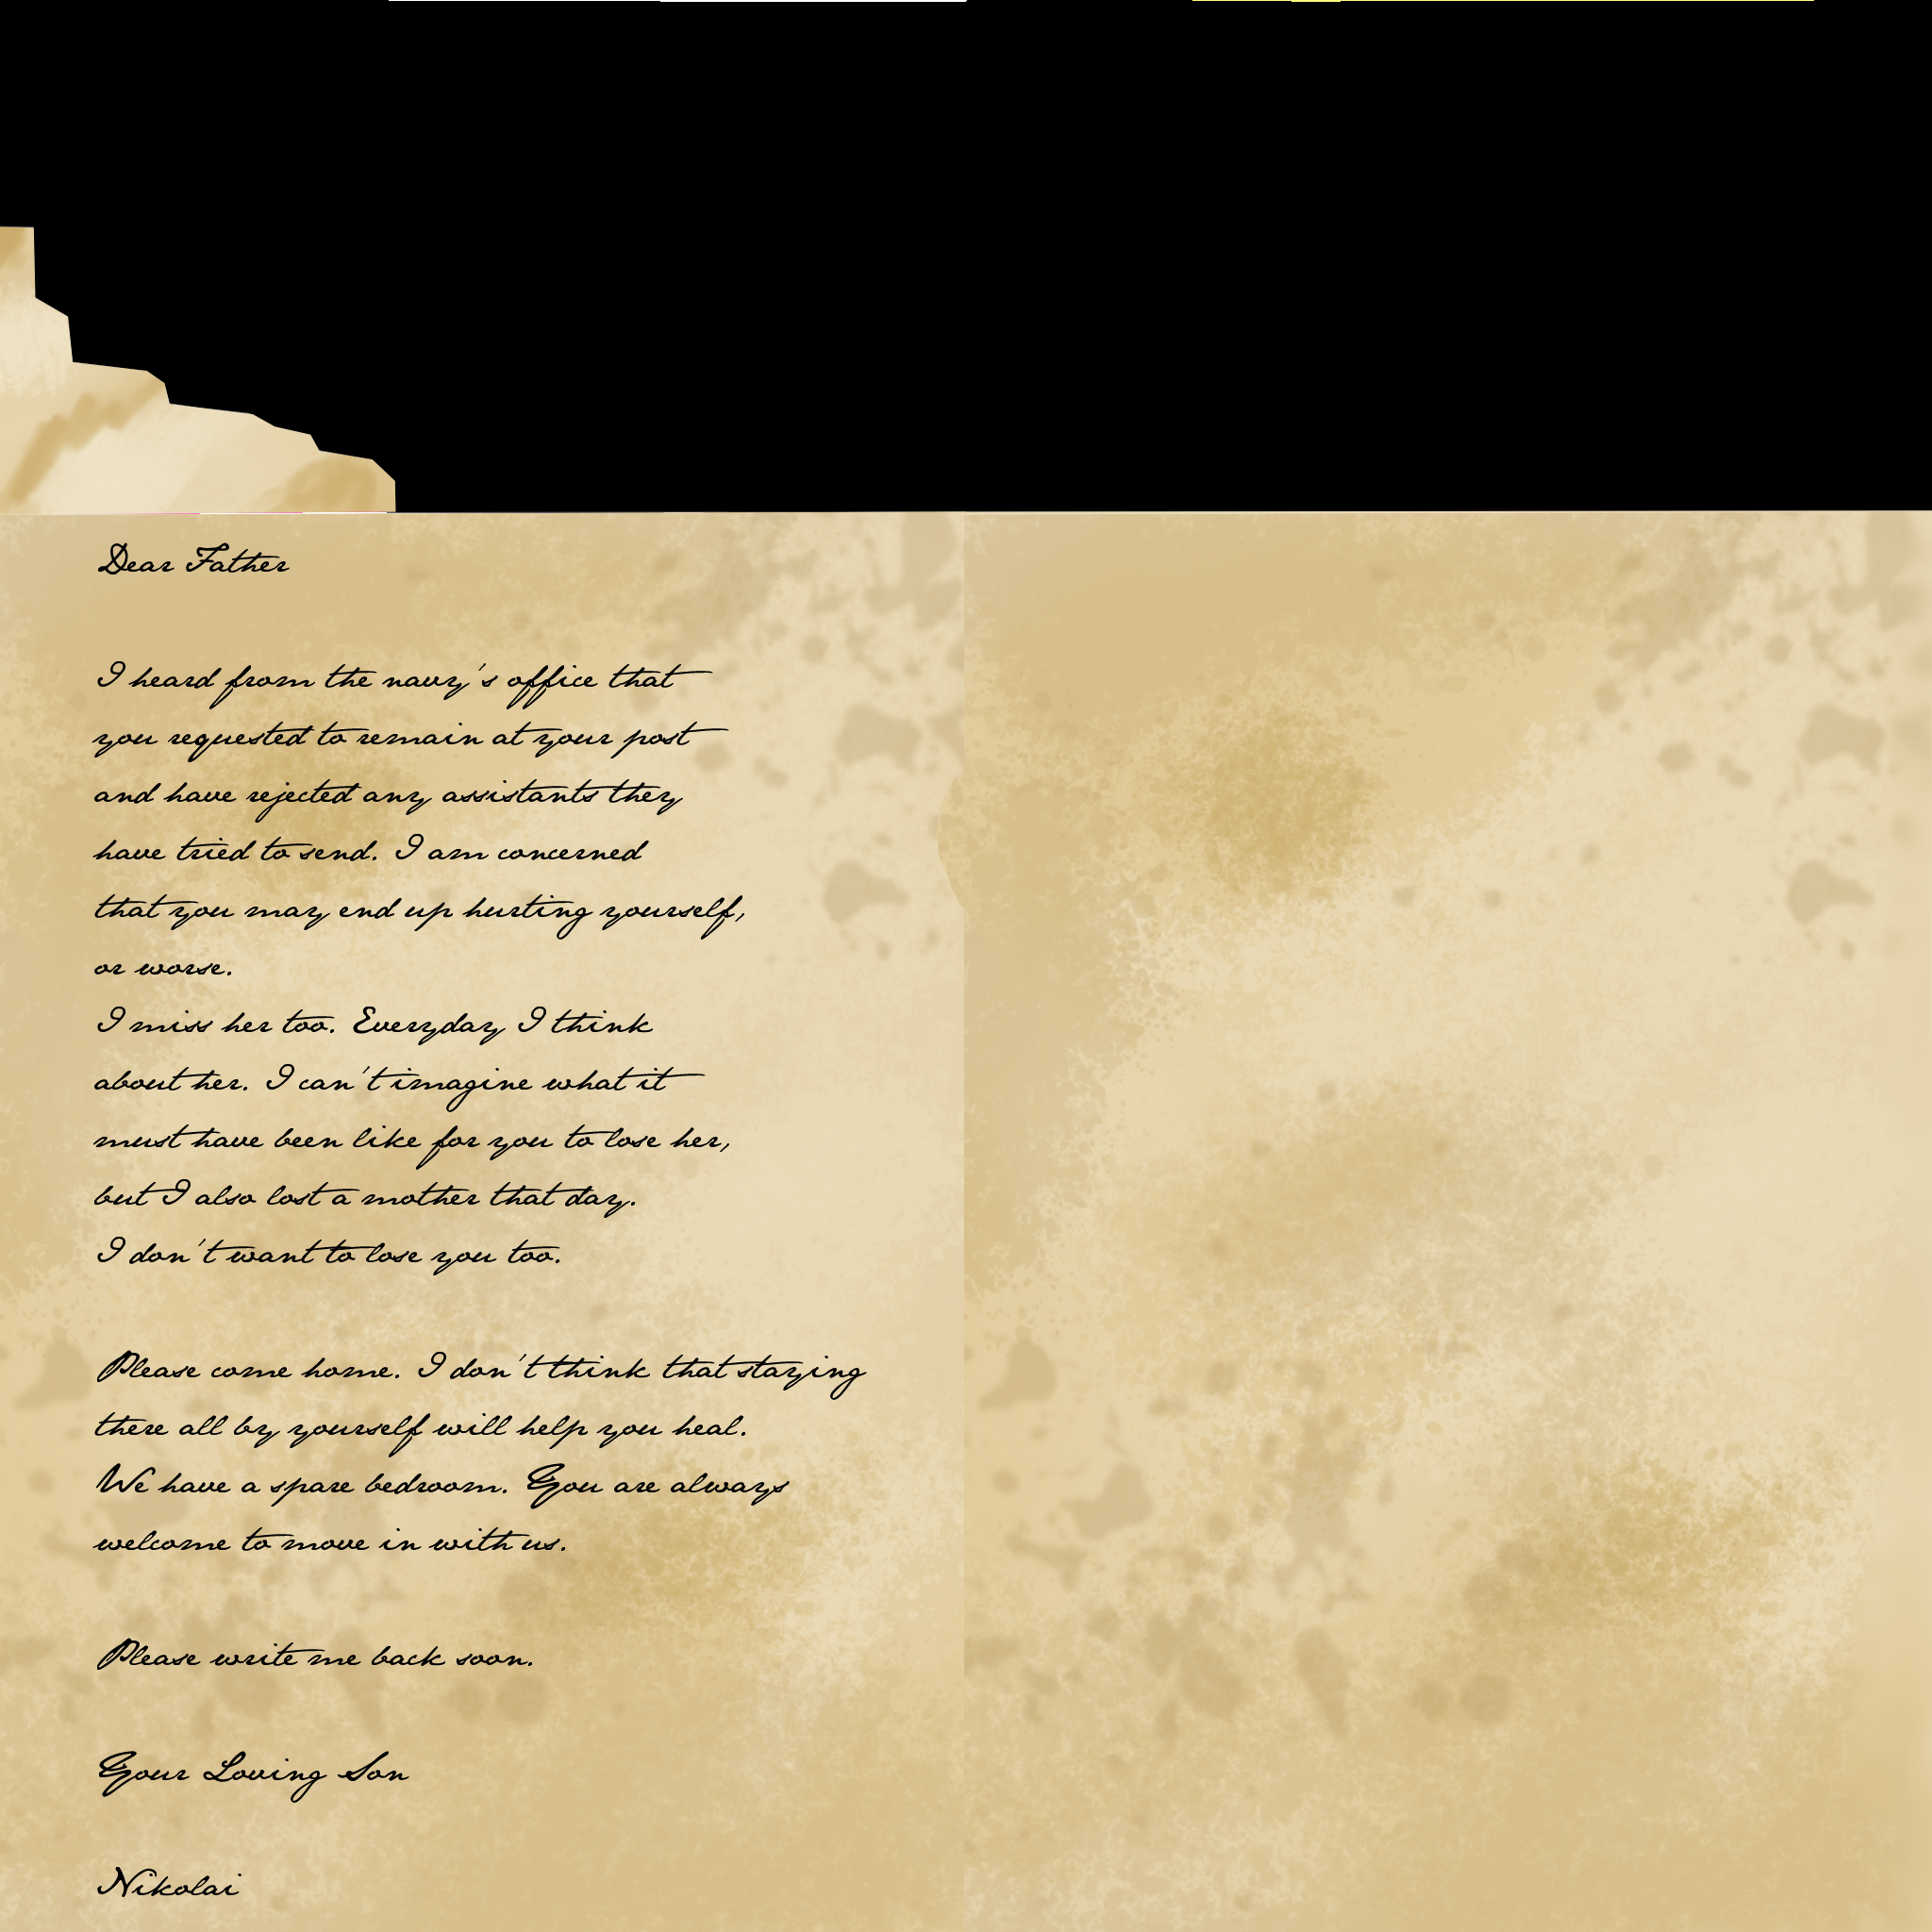 Dear Father
I heard from the navy's office that
you requested to remain at your post
and have rejected any assistants they
have tried to send. I am concerned
that you may end up hurting yourself,
or worse.
I miss her too. Everyday I think
about her. I can't imagine what it
must have been like for you to lose her,
but I also lost a mother that day.
I don't want to lose you too.
Please come home. I don't think that staying
there all by yourself will help you heal.
We have a spare bedroom. You are always
welcome to move in with us.
Please write me back soon.
Your Loving Son
Nikolai